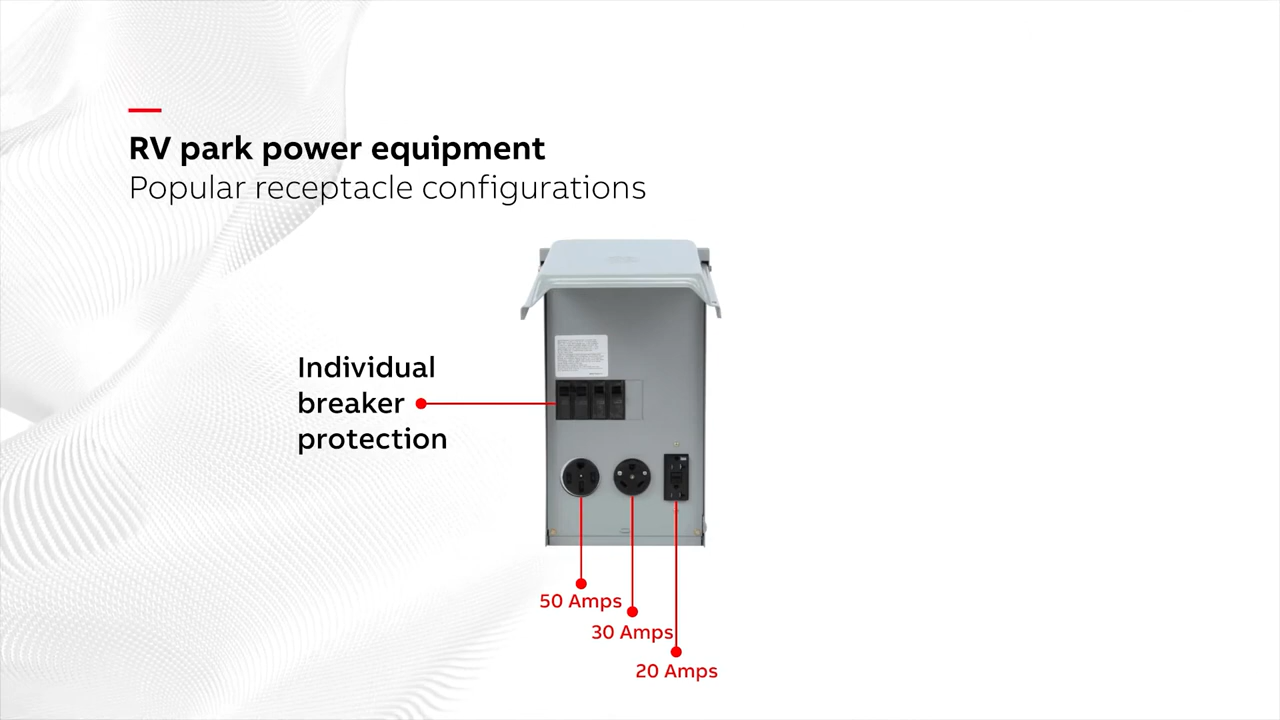 RV park power equipment
Popular receptacle configurations
Individual
breaker
protection
50 Amps
30 Amps
20 Amps